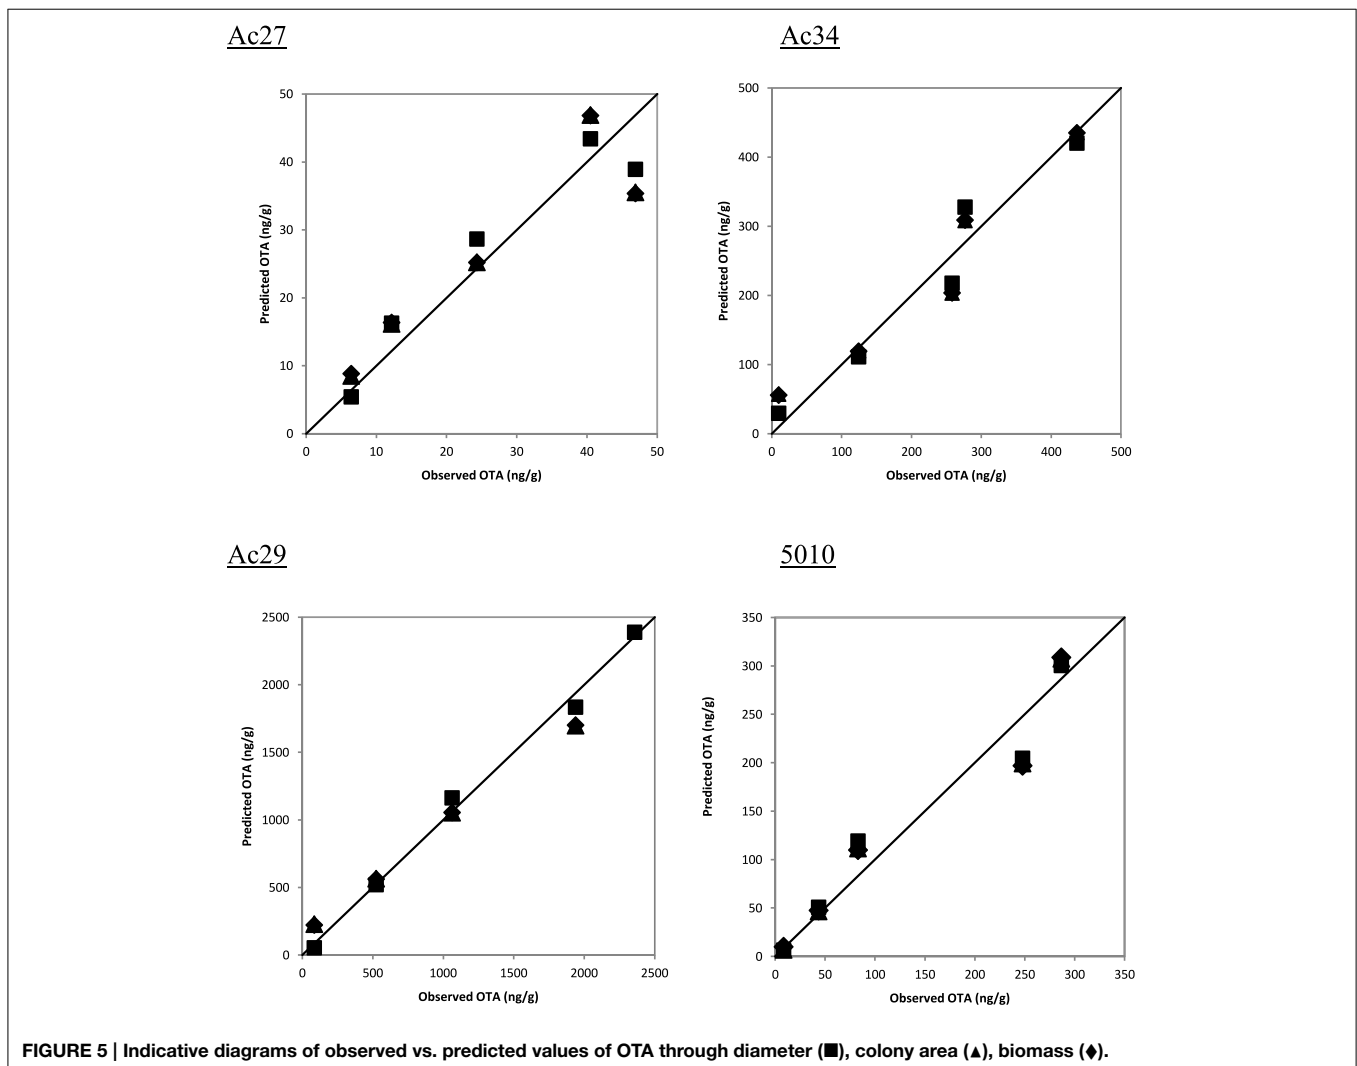 Ac27
50
40
30
20
10
0
0 10 20 30 40 50
Predicted OTA (ng/g)
Observed OTA (ng/g)
Ac34
500
400
300
200
100
0
0 100 200 300 400 500
Predicted OTA (ng/g)
Observed OTA (ng/g)
Ac29
2500
2000
1500
1000
500
0
0 500 1000 1500 2000 2500
Predicted OTA (ng/g)
Observed OTA (ng/g)
5010
350
300
250
200
150
100
50
0
0 50 100 150 200 250 300 350
Predicted OTA (ng/g)
Observed OTA (ng/g)
FIGURE 5 | Indicative diagrams of observed vs. predicted values of OTA through diameter (■), colony area (▲), biomass (♦).